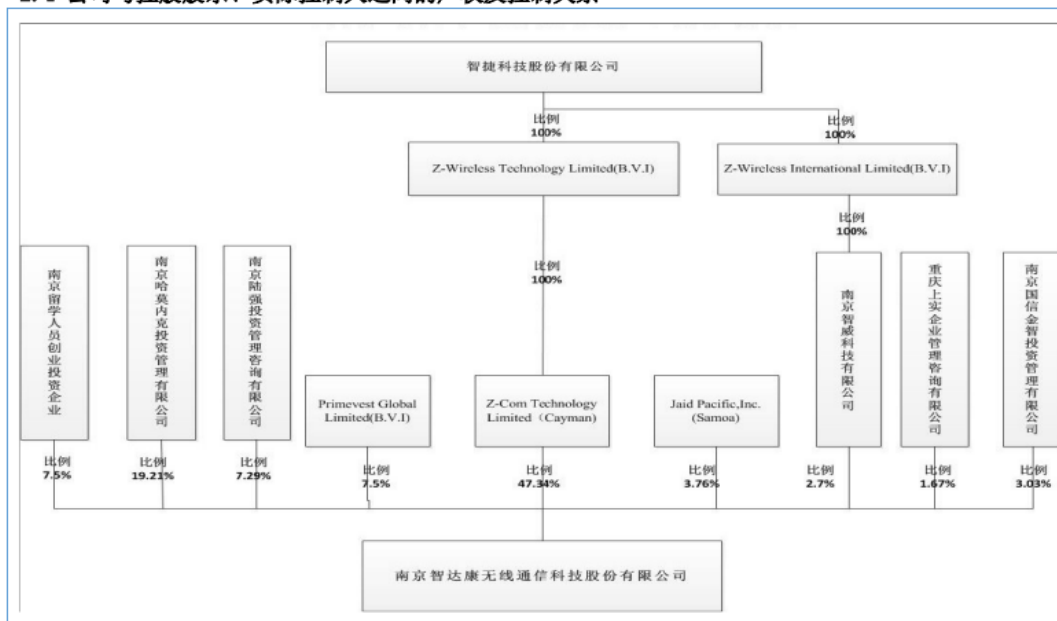 智捷科技股份有限公司
比例
100%
比例
100%
Z-Wireless Technology Limited(B.V.I)
Z-Wireless International Limited(B.V.I)
比例
100%
比例
100%
南京留学人员创业投资企业
南京哈莫内克投资管理有限公司
南京陆强投资管理咨询有限公司
Primevest Global
Limited(B.V.I)
Z-Com Technology
Limited（Cayman）
Jaid Pacific,Inc.
(Samoa)
南京智威科技有限公司
重庆上实企业管理咨询有限公司
南京国信金智投资管理有限公司
比例
7.5%
比例
19.21%
比例
7.29%
比例
7.5%
比例
47.34%
比例
3.76%
比例
2.7%
比例
1.67%
比例
3.03%
南京智达康无线通信科技股份有限公司